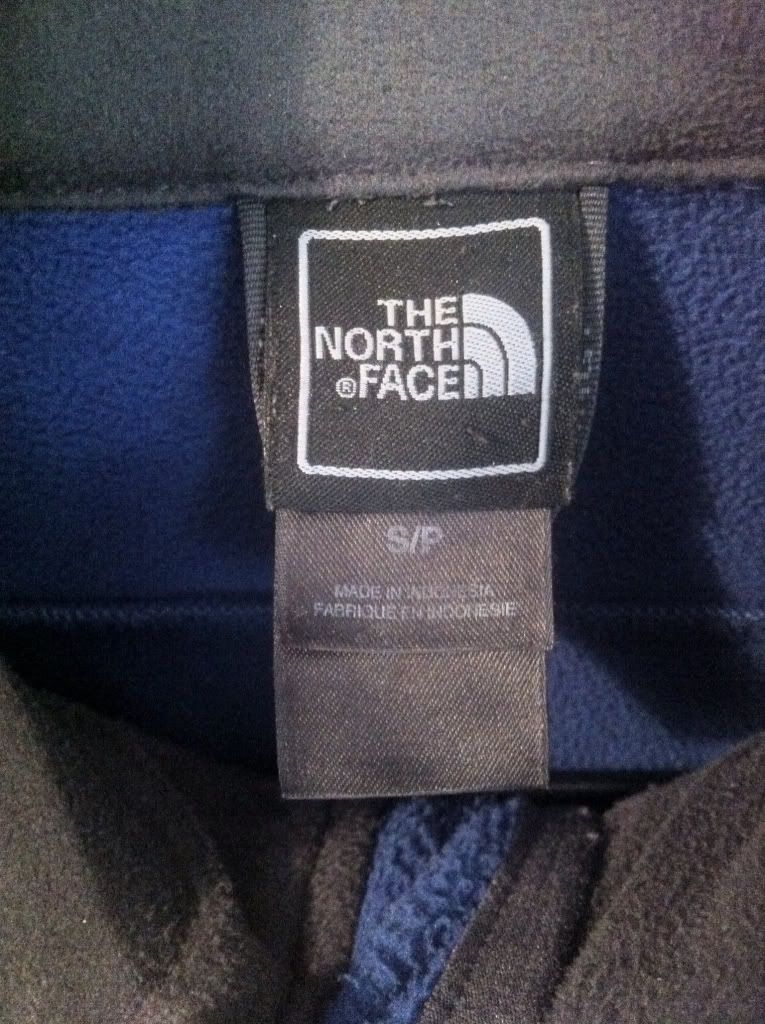 THE
NORTH
®FACE
S/P
MADE IN INDONESIA
FABRIQUE EN INDONESIE